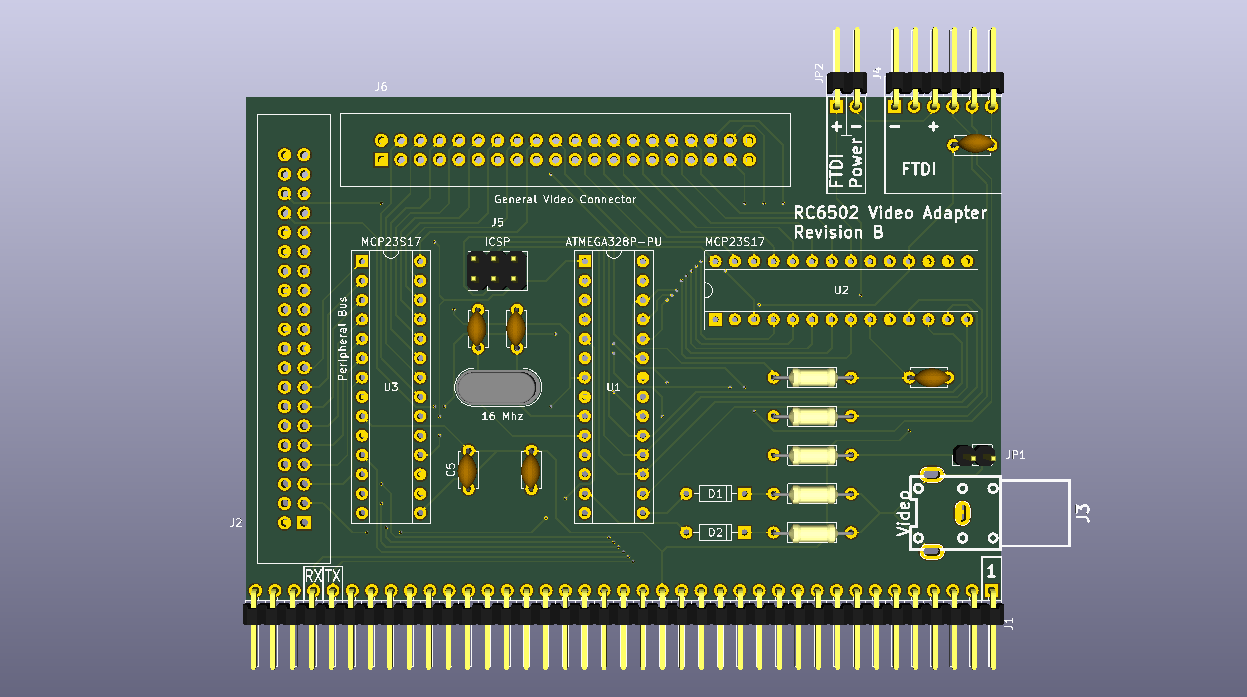 J6
JP2
J4
+ -
- +
FTDI
Power
FTDI
General Video Connector
RC6502 Video Adapter
Revision B
J5
MCP23S17
ICSP
ATMEGA328P-PU
MCP23S17
U2
Peripheral Bus
U3
U1
16 Mhz
C5
JP1
D1
Video
J3
J2
D2
RX
TX
1
J1